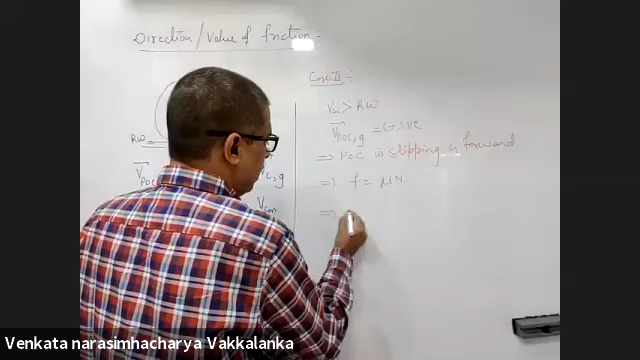 Direction/Value of friction:-
Case II:-
Vcm > RW
RW
V POC,g = (+)ve
⇒ POC is slipping in forward
V POC
C,g
⇒ f = μN
Vcm
⇒
Venkata narasimhacharya Vakkalanka